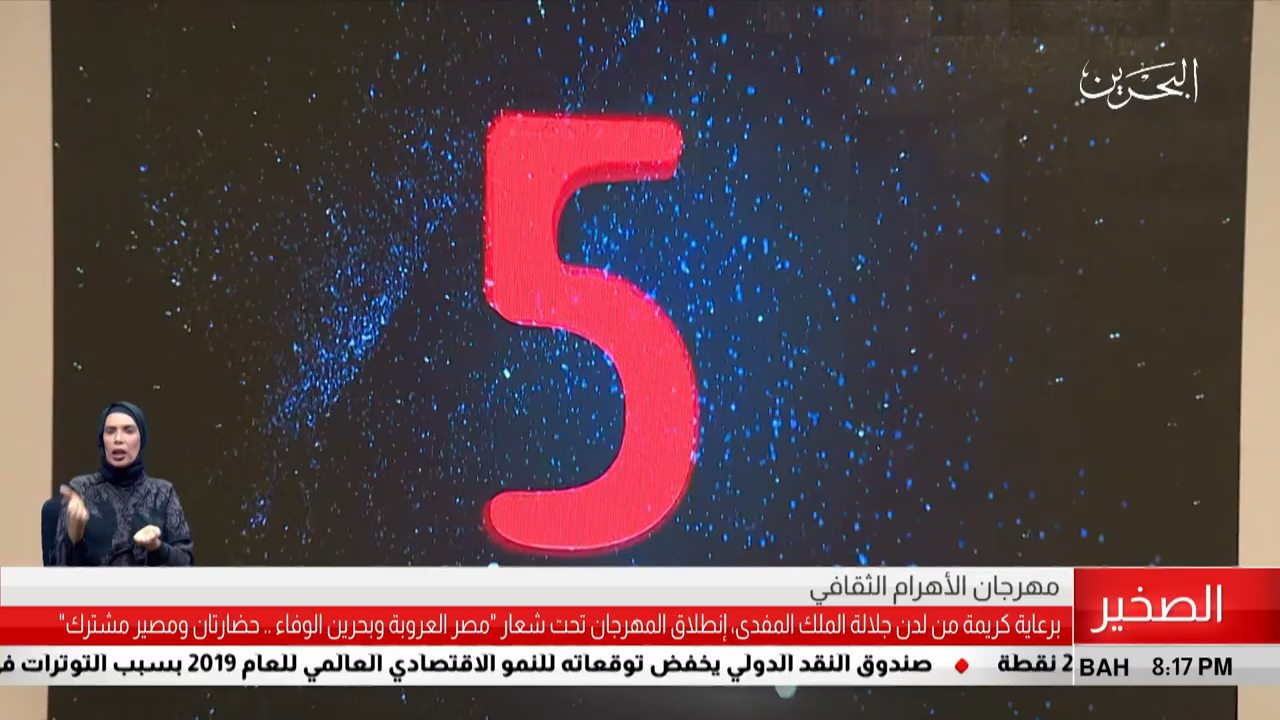 البحرين
5
مهرجان الأهرام الثقافي
الصخير
برعاية كريمة من لدن جلالة الملك المفدى، إنطلاق المهرجان تحت شعار "مصر العروبة وبحرين الوفاء .. حضارتان ومصير مشترك"
2 نقطة • صندوق النقد الدولي يخفض توقعاته للنمو الاقتصادي العالمي للعام 2019 بسبب التوترات
BAH 8:17 PM